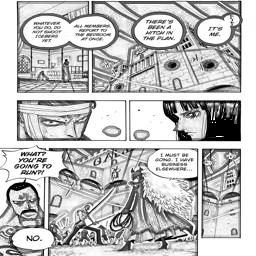 IT'S
ME.
THERE'S
BEEN A
HITCH IN
THE PLAN.
ALL MEMBERS,
REPORT TO
THE BEDROOM
AT ONCE.
WHATEVER
YOU DO, DO
NOT SHOOT
ICEBERG
YET.
I MUST BE
GOING. I HAVE
BUSINESS
ELSEWHERE...
WHAT?
YOU'RE
GOING TO
RUN?!
NO.